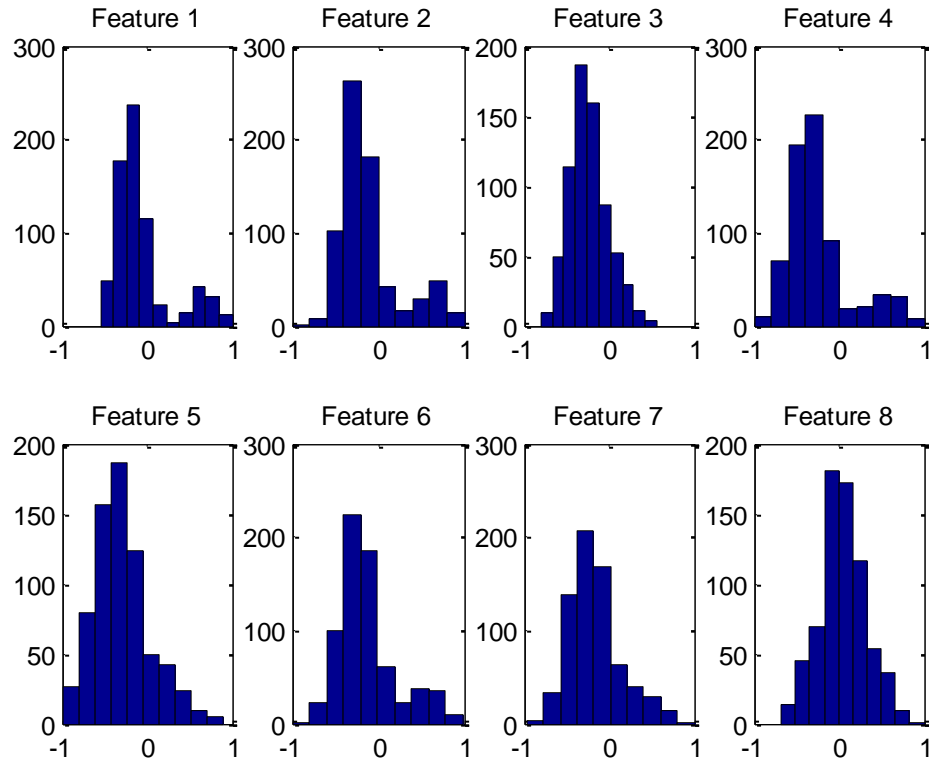 Feature 1 Feature 2 Feature 3 Feature 4
300 300 200 300
200 200 150 200
100 100 100 100
50
0 0 0 0
-1 0 1 -1 0 1 -1 0 1 -1 0 1
Feature 5 Feature 6 Feature 7 Feature 8
200 300 300 200
150 200 200 150
100 100 100 100
50 50
0 0 0 0
-1 0 1 -1 0 1 -1 0 1 -1 0 1